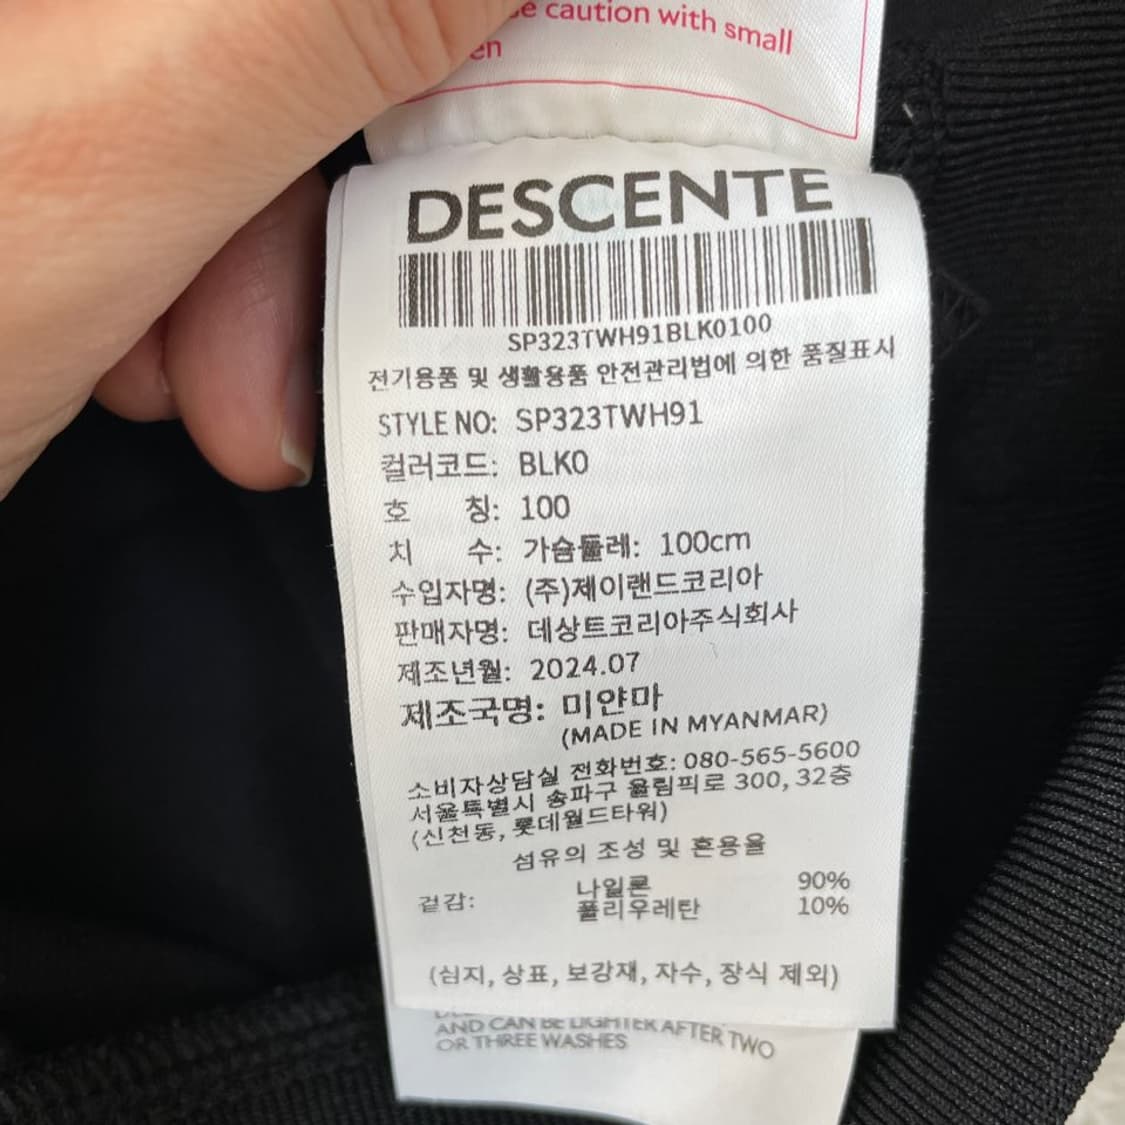 caution with small
DESCENTE
SP323TWH91BLK0100
전기용품 및 생활용품 안전관리법에 의한 품질표시
STYLE NO: SP323TWH91
컬러코드: BLK0
호 칭: 100
치 수: 가슴둘레: 100cm
수입자명: (주)제이랜드코리아
판매자명: 데상트코리아주식회사
제조년월: 2024.07
제조국명: 미얀마
(MADE IN MYANMAR)
소비자상담실 전화번호: 080-565-5600
서울특별시 송파구 올림픽로 300, 32층
(신천동, 롯데월드타워)
섬유의 조성 및 혼용율
겉감: 나일론 90%
폴리우레탄 10%
(심지, 상표, 보강재, 자수, 장식 제외)
AND CAN BE LIGHTER AFTER TWO
OR THREE WASHES